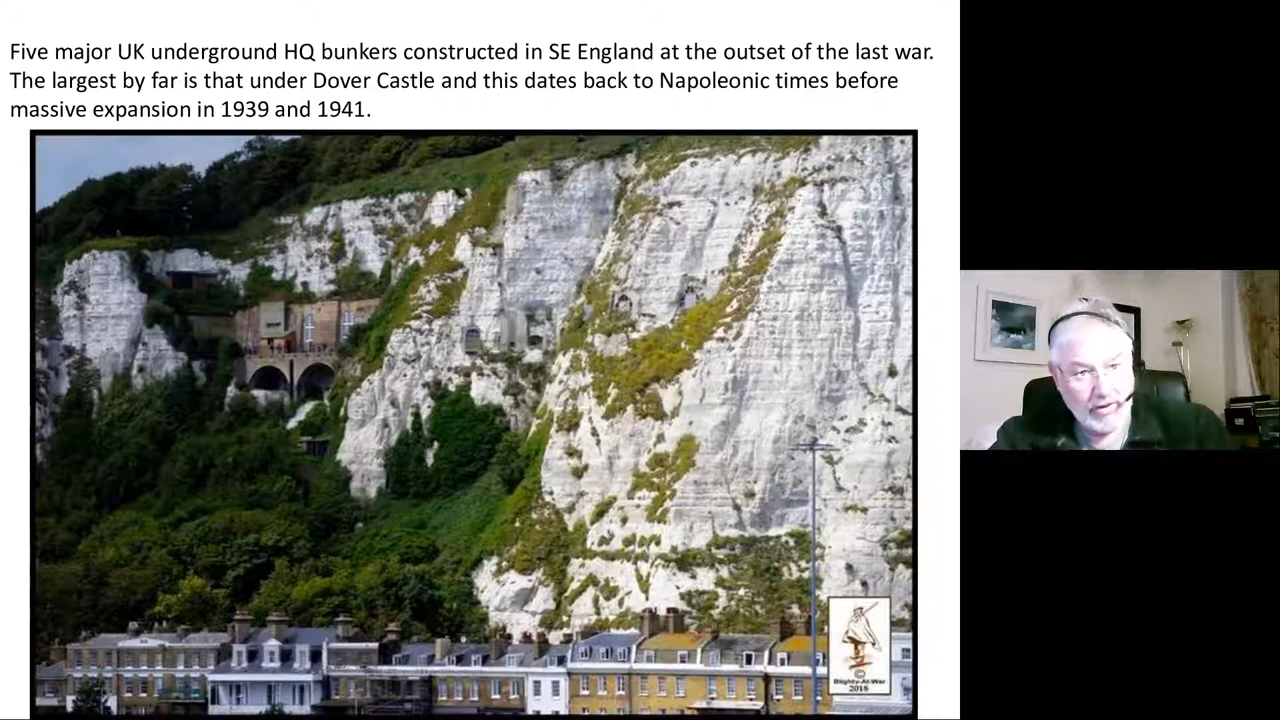 Five major UK underground HQ bunkers constructed in SE England at the outset of the last war.
The largest by far is that under Dover Castle and this dates back to Napoleonic times before
massive expansion in 1939 and 1941.
©
Blighty-At-War
2018